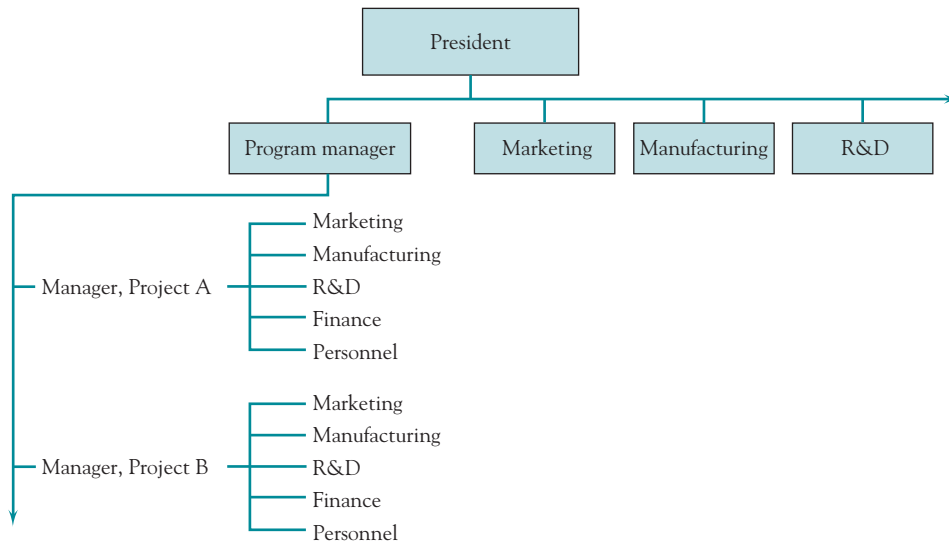 President
Program manager
Marketing
Manufacturing
R&D
Manager, Project A
Marketing
Manufacturing
R&D
Finance
Personnel
Manager, Project B
Marketing
Manufacturing
R&D
Finance
Personnel